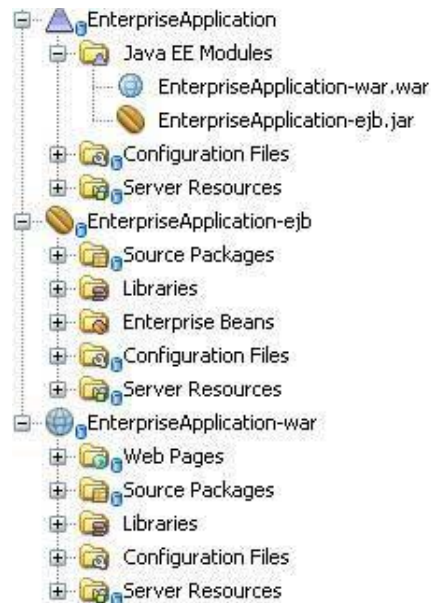 EnterpriseApplication
Java EE Modules
EnterpriseApplication-war.war
EnterpriseApplication-ejb.jar
Configuration Files
Server Resources
EnterpriseApplication-ejb
Source Packages
Libraries
Enterprise Beans
Configuration Files
Server Resources
EnterpriseApplication-war
Web Pages
Source Packages
Libraries
Configuration Files
Server Resources